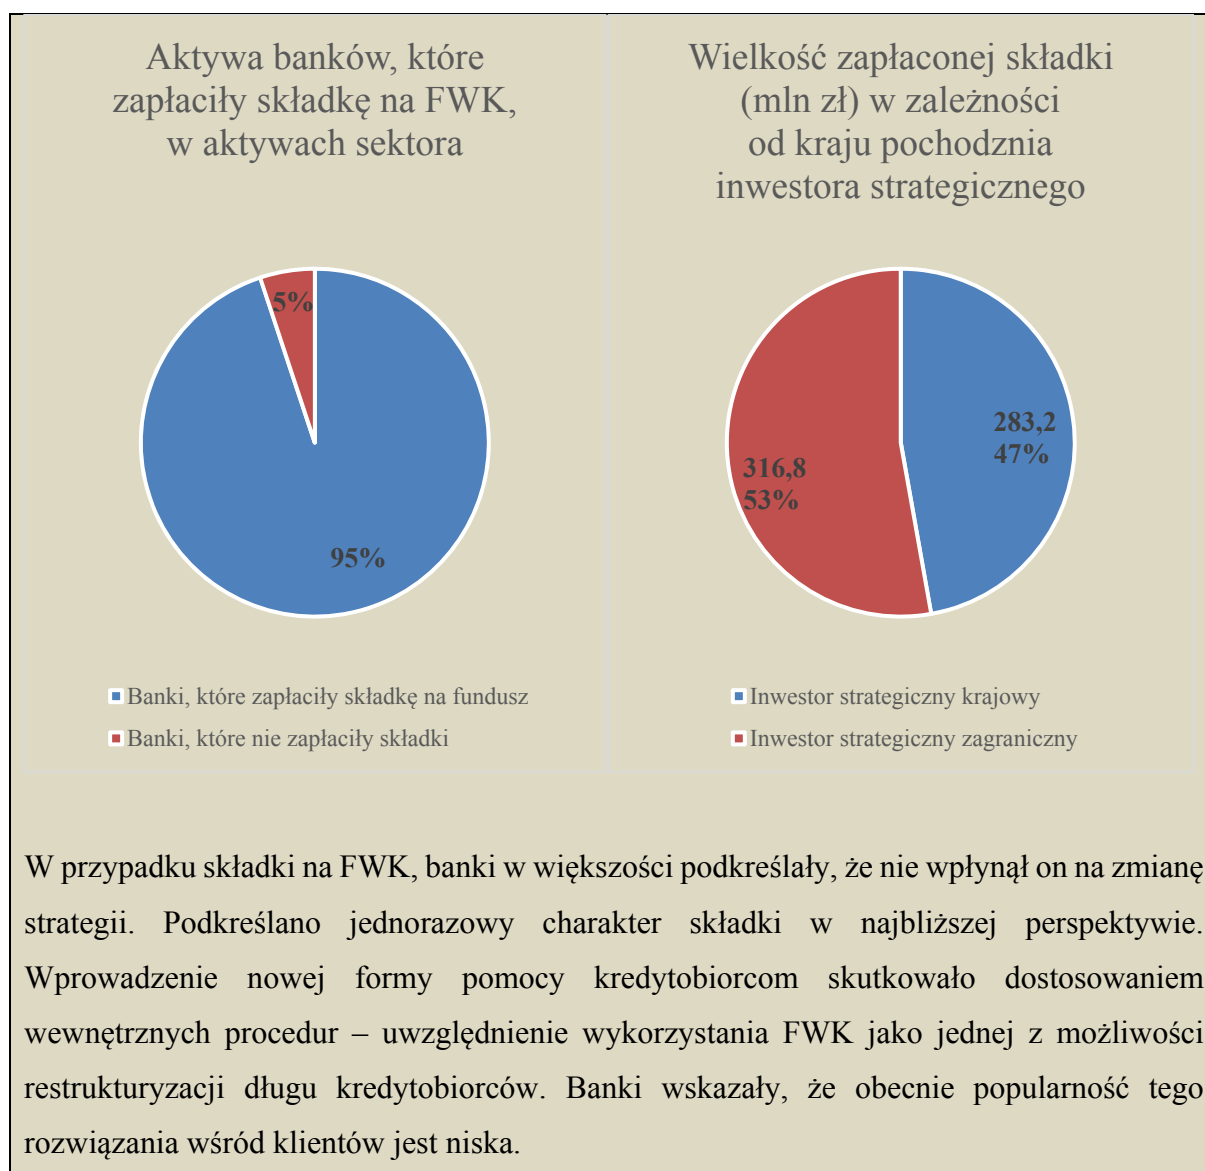 Aktywa banków, które
zapłaciły składkę na FWK,
w aktywach sektora
5%
95%
Banki, które zapłaciły składkę na fundusz
Banki, które nie zapłaciły składki
Wielkość zapłaconej składki
(mln zł) w zależności
od kraju pochodznia
inwestora strategicznego
283,2
47%
316,8
53%
Inwestor strategiczny krajowy
Inwestor strategiczny zagraniczny
W przypadku składki na FWK, banki w większości podkreślały, że nie wpłynął on na zmianę
strategii. Podkreślano jednorazowy charakter składki w najbliższej perspektywie.
Wprowadzenie nowej formy pomocy kredytobiorcom skutkowało dostosowaniem
wewnętrznych procedur – uwzględnienie wykorzystania FWK jako jednej z możliwości
restrukturyzacji długu kredytobiorców. Banki wskazały, że obecnie popularność tego
rozwiązania wśród klientów jest niska.